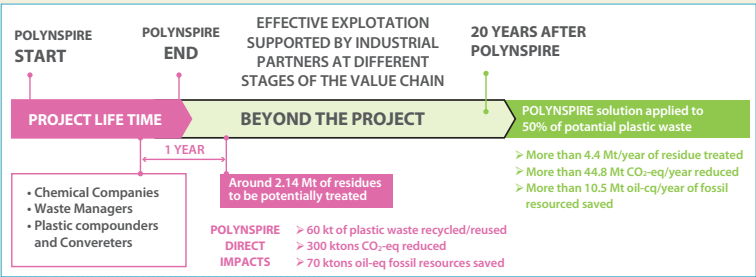 POLYNSPIRE
START
POLYNSPIRE
END
EFFECTIVE EXPLOTATION
SUPPORTED BY INDUSTRIAL
PARTNERS AT DIFFERENT
STAGES OF THE VALUE CHAIN
20 YEARS AFTER
POLYNSPIRE
PROJECT LIFE TIME
BEYOND THE PROJECT
POLYNSPIRE solution applied to
50% of potantial plastic waste
1 YEAR
➢ More than 4.4 Mt/year of residue treated
➢ More than 44.8 Mt CO₂-eq/year reduced
➢ More than 10.5 Mt oil-cq/year of fossil
resourced saved
• Chemical Companies
• Waste Managers
• Plastic compounders
and Convereters
Around 2.14 Mt of residues
to be potentially treated
POLYNSPIRE
DIRECT
IMPACTS
➢ 60 kt of plastic waste recycled/reused
➢ 300 ktons CO₂-eq reduced
➢ 70 ktons oil-eq fossil resources saved